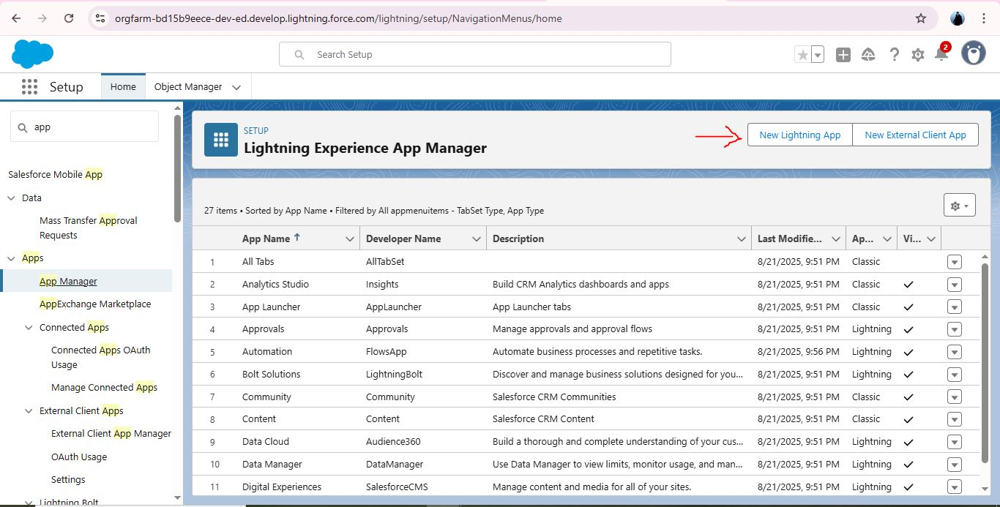 orgfarm-bd15b9eece-dev-ed.develop.lightning.force.com/lightning/setup/NavigationMenus/home
Search Setup
2
Setup
Home
Object Manager
app
Salesforce Mobile App
Data
Mass Transfer Approval
Requests
Apps
App Manager
AppExchange Marketplace
Connected Apps
Connected Apps OAuth
Usage
Manage Connected Apps
External Client Apps
External Client App Manager
OAuth Usage
Settings
Lightning Bolt
SETUP
Lightning Experience App Manager
New Lightning App
New External Client App
27 items • Sorted by App Name • Filtered by All appmenuitems - TabSet Type, App Type
App Name Developer Name Description Last Modifie... Ap... Vi...
1 All Tabs AllTabSet 8/21/2025, 9:51 PM Classic
2 Analytics Studio Insights Build CRM Analytics dashboards and apps 8/21/2025, 9:51 PM Classic
3 App Launcher AppLauncher App Launcher tabs 8/21/2025, 9:51 PM Classic
4 Approvals Approvals Manage approvals and approval flows 8/21/2025, 9:51 PM Lightning
5 Automation FlowsApp Automate business processes and repetitive tasks. 8/21/2025, 9:56 PM Lightning
6 Bolt Solutions LightningBolt Discover and manage business solutions designed for you... 8/21/2025, 9:51 PM Lightning
7 Community Community Salesforce CRM Communities 8/21/2025, 9:51 PM Classic
8 Content Content Salesforce CRM Content 8/21/2025, 9:51 PM Classic
9 Data Cloud Audience360 Build a thorough and complete understanding of your cus... 8/21/2025, 9:51 PM Lightning
10 Data Manager DataManager Use Data Manager to view limits, monitor usage, and man... 8/21/2025, 9:51 PM Lightning
11 Digital Experiences SalesforceCMS Manage content and media for all of your sites. 8/21/2025, 9:51 PM Lightning